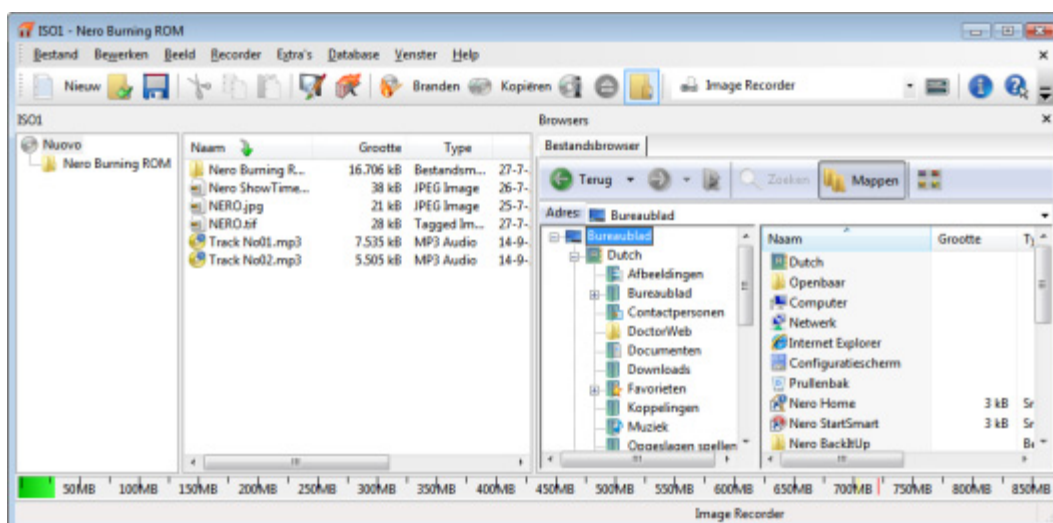 ISO1 - Nero Burning ROM
Bestand Bewerken Beeld Recorder Extra's Database Venster Help
Nieuw Branden Kopiëren Image Recorder
ISO1
Nuovo
Nero Burning ROM
Naam Grootte Type
Nero Burning R... 16.706 kB Bestandsm... 27-7-
Nero ShowTime... 38 kB JPEG Image 26-7-
NERO.jpg 21 kB JPEG Image 25-7-
NERO.tif 28 kB Tagged Im... 27-7-
Track No01.mp3 7.535 kB MP3 Audio 14-9-
Track No02.mp3 5.505 kB MP3 Audio 14-9-
Browsers
Bestandsbrowser
Terug Zoeken Mappen
Adres: Bureaublad
Bureaublad
Dutch
Afbeeldingen
Bureaublad
Contactpersonen
DoctorWeb
Documenten
Downloads
Favorieten
Koppelingen
Muziek
Opgeslagen spellen
Naam Grootte
Dutch
Openbaar
Computer
Netwerk
Internet Explorer
Configuratiescherm
Prullenbak
Nero Home 3 kB Sr
Nero StartSmart 3 kB Sr
Nero BackItUp
50MB 100MB 150MB 200MB 250MB 300MB 350MB 400MB 450MB 500MB 550MB 600MB 650MB 700MB 750MB 800MB 850MB
Image Recorder